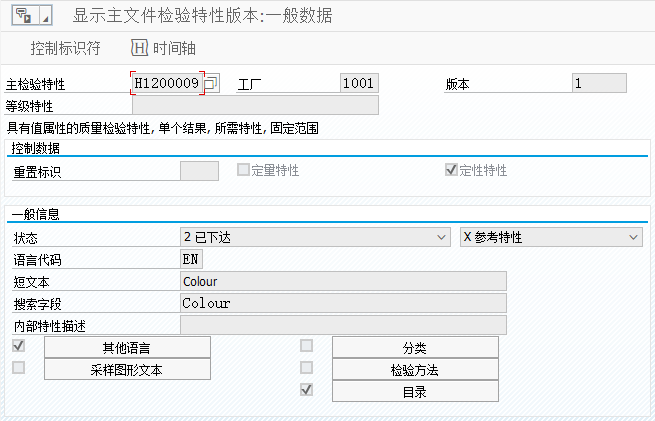 显示主文件检验特性版本:一般数据
控制标识符 时间轴
主检验特性 H1200009 工厂 1001 版本 1
等级特性
具有值属性的质量检验特性, 单个结果, 所需特性, 固定范围
控制数据
重置标识 定量特性 定性特性
一般信息
状态 2 已下达 X 参考特性
语言代码 EN
短文本 Colour
搜索字段 Colour
内部特性描述
其他语言 分类
采样图形文本 检验方法
目录